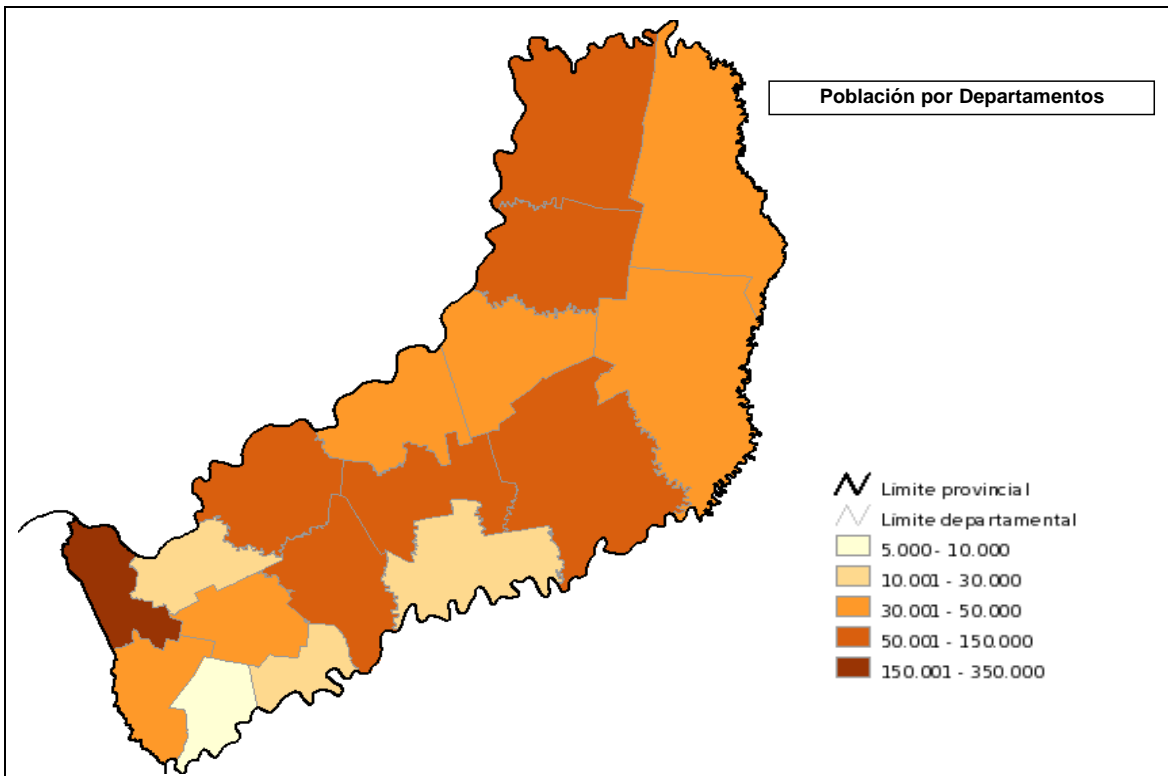 Población por Departamentos
Límite provincial
Límite departamental
5.000 - 10.000
10.001 - 30.000
30.001 - 50.000
50.001 - 150.000
150.001 - 350.000